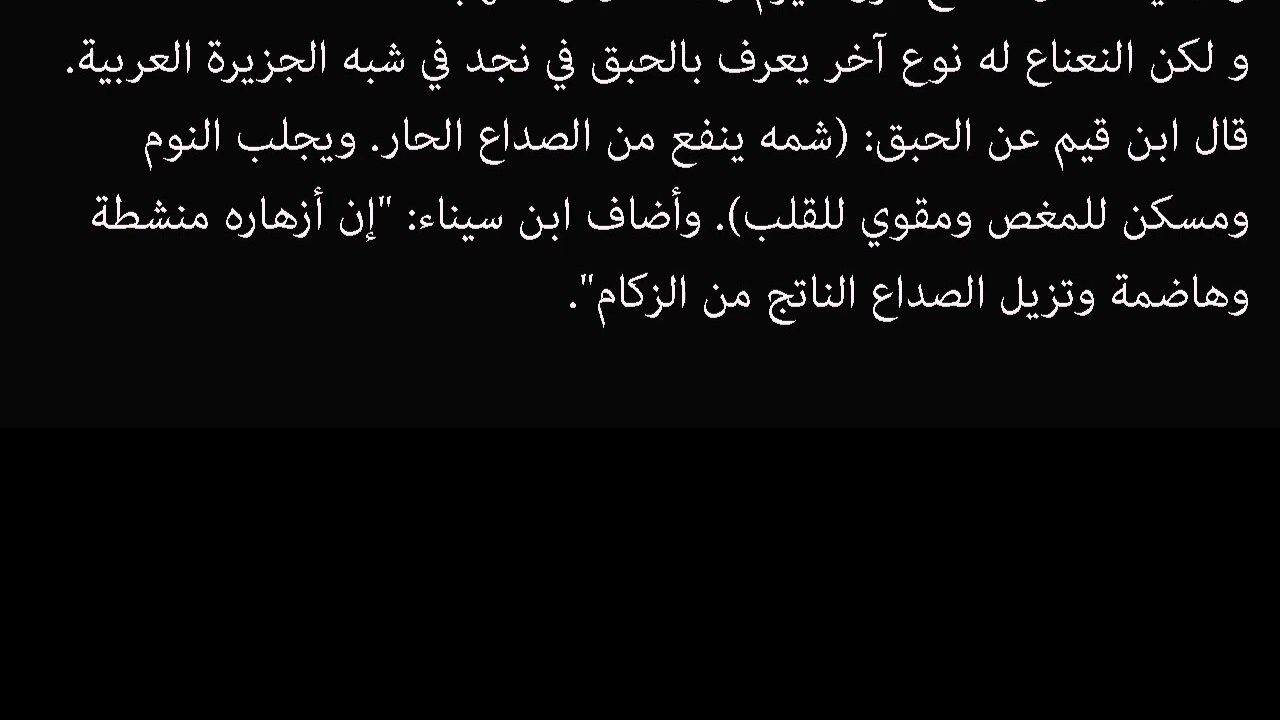 و لكن النعناع له نوع آخر يعرف بالحبق في نجد في شبه الجزيرة العربية.
قال ابن قيم عن الحبق: (شمه ينفع من الصداع الحار. ويجلب النوم
ومسكن للمغص ومقوي للقلب). وأضاف ابن سيناء: "إن أزهاره منشطة
وهاضمة وتزيل الصداع الناتج من الزكام".